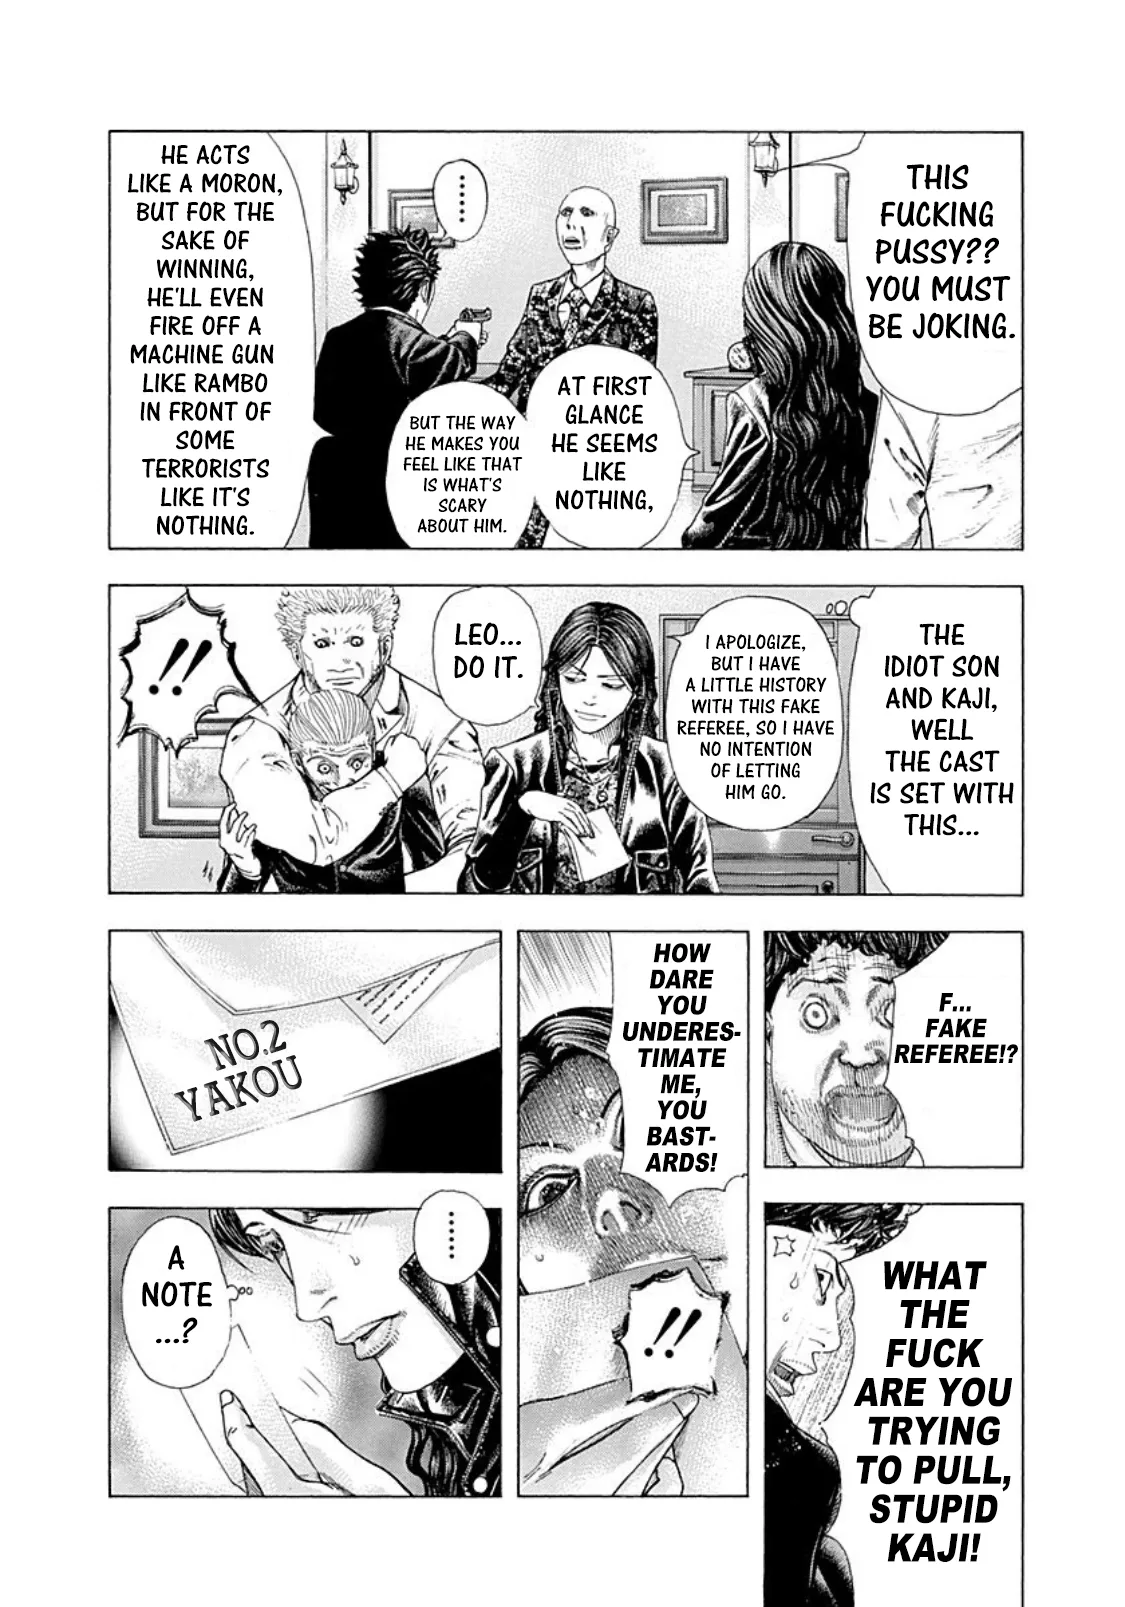 THIS
FUCKING
PUSSY??
YOU MUST
BE JOKING.
AT FIRST
GLANCE
HE SEEMS
LIKE
NOTHING,
BUT THE WAY
HE MAKES YOU
FEEL LIKE THAT
IS WHAT'S
SCARY
ABOUT HIM.
HE ACTS
LIKE A MORON,
BUT FOR THE
SAKE OF
WINNING,
HE'LL EVEN
FIRE OFF A
MACHINE GUN
LIKE RAMBO
IN FRONT OF
SOME
TERRORISTS
LIKE IT'S
NOTHING.
THE
IDIOT SON
AND KAJI,
WELL
THE CAST
IS SET WITH
THIS...
I APOLOGIZE,
BUT I HAVE
A LITTLE HISTORY
WITH THIS FAKE
REFEREE, SO I HAVE
NO INTENTION
OF LETTING
HIM GO.
LEO...
DO IT.
!!
F...
FAKE
REFEREE!?
WHAT
THE
FUCK
ARE YOU
TRYING
TO PULL,
STUPID
KAJI!
HOW
DARE
YOU
UNDERES-
TIMATE
ME,
YOU
BAST-
ARDS!
!!
NO.2
YAKOU
......
A
NOTE
...?